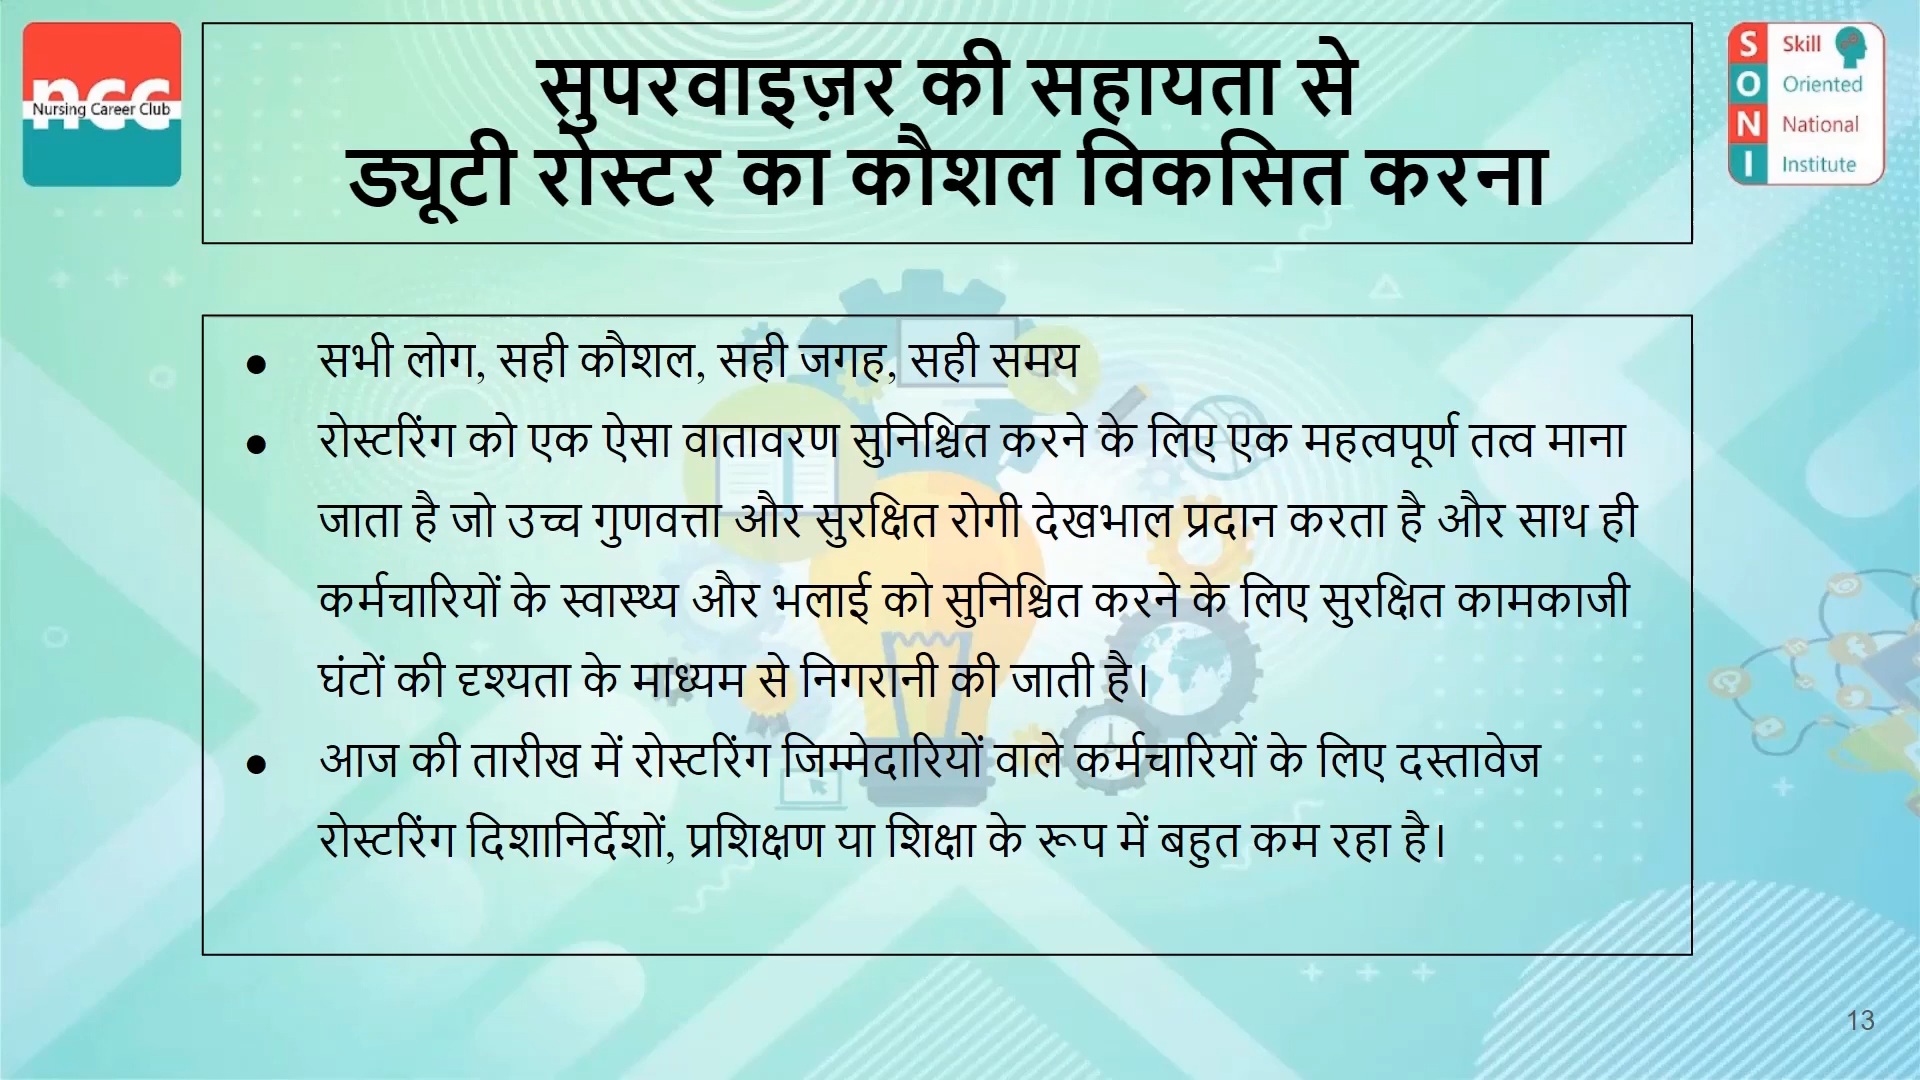 ncc
Nursing Career Club
सुपरवाइज़र की सहायता से
ड्यूटी रोस्टर का कौशल विकसित करना
S Skill
O Oriented
N National
I Institute
● सभी लोग, सही कौशल, सही जगह, सही समय
● रोस्टरिंग को एक ऐसा वातावरण सुनिश्चित करने के लिए एक महत्वपूर्ण तत्व माना
जाता है जो उच्च गुणवत्ता और सुरक्षित रोगी देखभाल प्रदान करता है और साथ ही
कर्मचारियों के स्वास्थ्य और भलाई को सुनिश्चित करने के लिए सुरक्षित कामकाजी
घंटों की दृश्यता के माध्यम से निगरानी की जाती है।
● आज की तारीख में रोस्टरिंग जिम्मेदारियों वाले कर्मचारियों के लिए दस्तावेज
रोस्टरिंग दिशानिर्देशों, प्रशिक्षण या शिक्षा के रूप में बहुत कम रहा है।
13